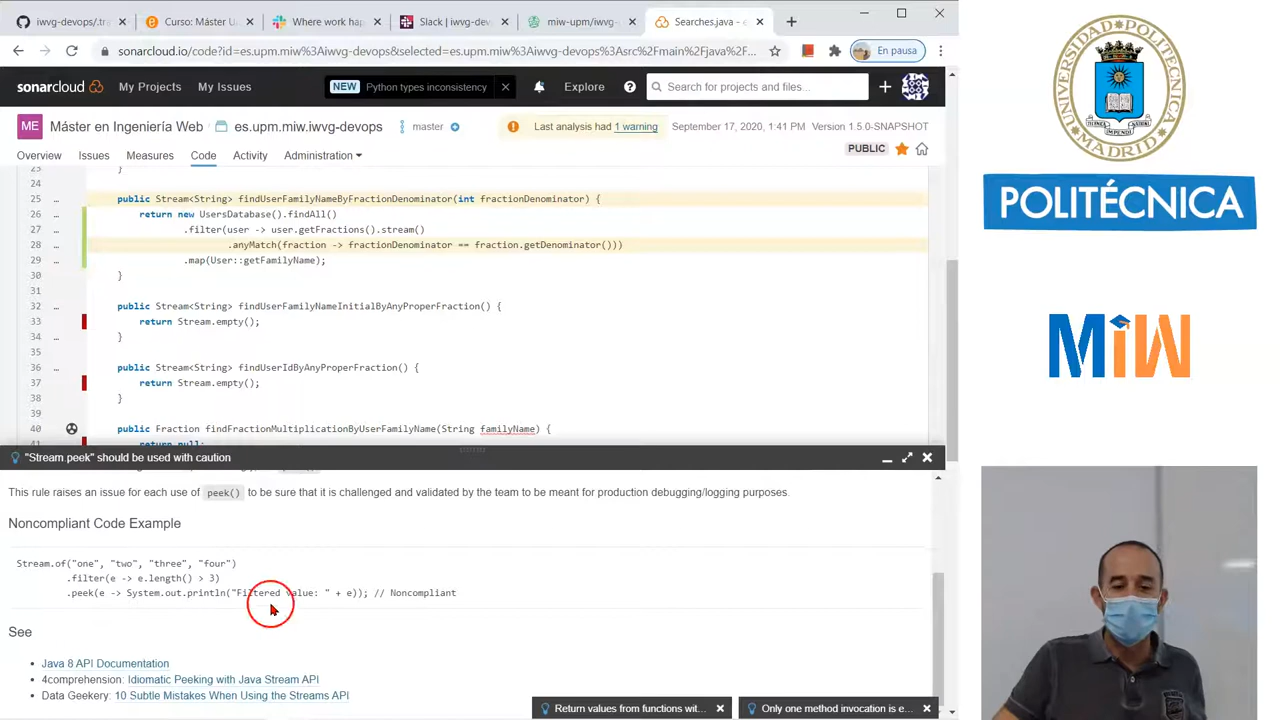 iwvg-devops/.tre
Curso: Máster U
Where work hap
Slack | iwvg-dev
miw-upm/iwvg-
Searches.java - e
sonarcloud.io/code?id=es.upm.miw%3Aiwvg-devops&selected=es.upm.miw%3Aiwvg-devops%3Asrc%2Fmain%2Fjava%2F...
En pausa
sonarcloud My Projects My Issues NEW Python types inconsistency Explore Search for projects and files...
ME Máster en Ingeniería Web es.upm.miw.iwvg-devops master Last analysis had 1 warning September 17, 2020, 1:41 PM Version 1.5.0-SNAPSHOT
PUBLIC
Overview Issues Measures Code Activity Administration
23 }
24
25 … public Stream<String> findUserFamilyNameByFractionDenominator(int fractionDenominator) {
26 … return new UsersDatabase().findAll()
27 .filter(user -> user.getFractions().stream()
28 .anyMatch(fraction -> fractionDenominator == fraction.getDenominator()))
29 .map(User::getFamilyName);
30 … }
31
32 … public Stream<String> findUserFamilyNameInitialByAnyProperFraction() {
33 … return Stream.empty();
34 … }
35
36 … public Stream<String> findUserIdByAnyProperFraction() {
37 return Stream.empty();
38 }
39
40 public Fraction findFractionMultiplicationByUserFamilyName(String familyName) {
41 return null;
"Stream.peek" should be used with caution
This rule raises an issue for each use of peek() to be sure that it is challenged and validated by the team to be meant for production debugging/logging purposes.
Noncompliant Code Example
Stream.of("one", "two", "three", "four")
.filter(e -> e.length() > 3)
.peek(e -> System.out.println("Filtered value: " + e)); // Noncompliant
See
• Java 8 API Documentation
• 4comprehension: Idiomatic Peeking with Java Stream API
• Data Geekery: 10 Subtle Mistakes When Using the Streams API
Return values from functions wit...
Only one method invocation is e...
UNIVERSIDAD POLITÉCNICA
MADRID
POLITÉCNICA
MiW